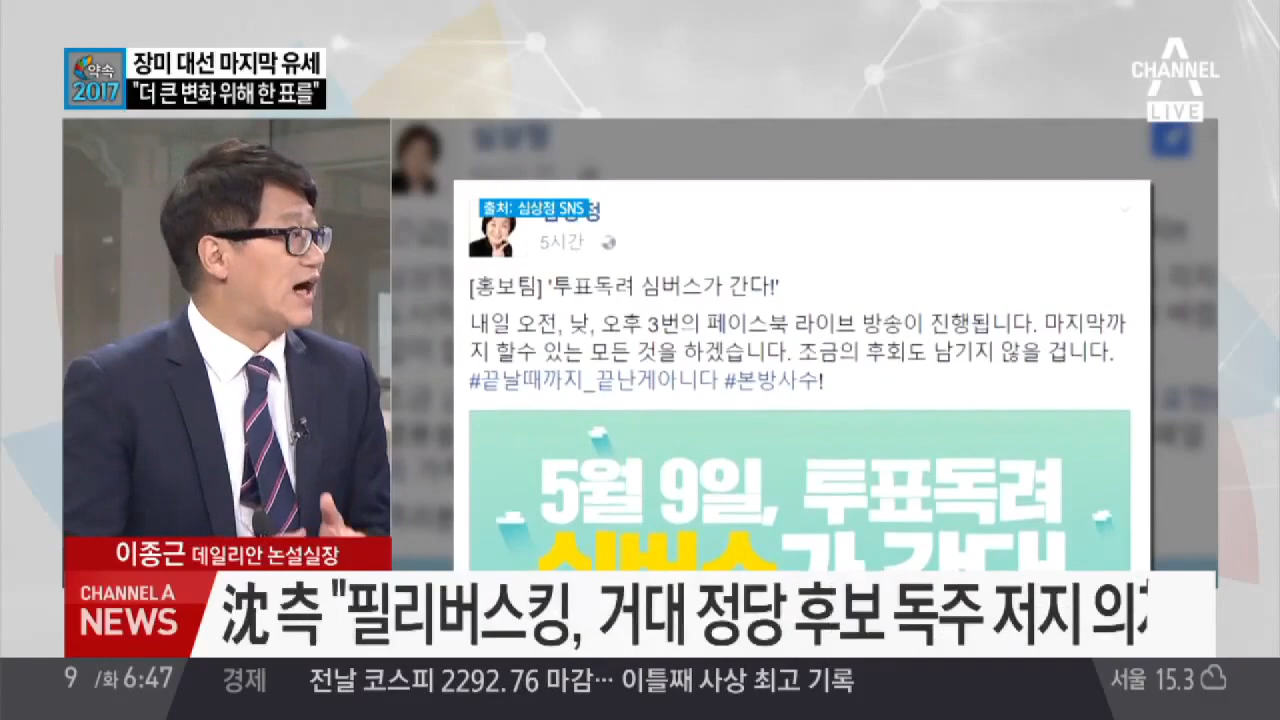 약속
2017
장미 대선 마지막 유세
"더 큰 변화 위해 한 표를"
CHANNEL A
LIVE
출처: 심상정 SNS
5시간
[홍보팀] '투표독려 심버스가 간다!'
내일 오전, 낮, 오후 3번의 페이스북 라이브 방송이 진행됩니다. 마지막까
지 할수 있는 모든 것을 하겠습니다. 조금의 후회도 남기지 않을 겁니다.
#끝날때까지_끝난게아니다 #본방사수!
5월 9일, 투표독려
심버스가 간다!
이종근 데일리안 논설실장
CHANNEL A
NEWS
沈 측 "필리버스킹, 거대 정당 후보 독주 저지 의지
9 /화 6:47
경제 전날 코스피 2292.76 마감… 이틀째 사상 최고 기록
서울 15.3